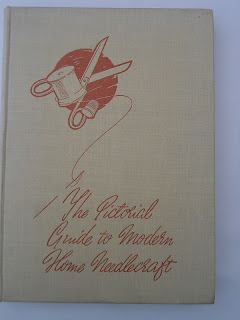 The Pictorial
Guide to Modern
Home Needlecraft